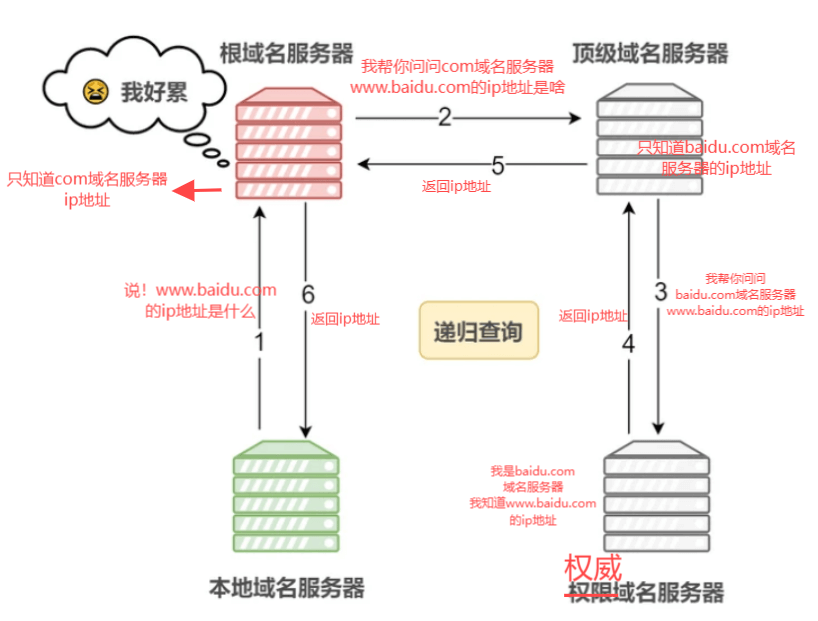 根域名服务器
顶级域名服务器
我好累
我帮你问问com域名服务器
www.baidu.com的ip地址是啥
2
只知道baidu.com域名
服务器的ip地址
5
返回ip地址
只知道com域名服务器
ip地址
说！www.baidu.com
的ip地址是什么
1
6
返回ip地址
递归查询
返回ip地址
4
3
我帮你问问
baidu.com域名服务器
www.baidu.com的ip地址
我是baidu.com
域名服务器
我知道www.baidu.com
的ip地址
本地域名服务器
权威
权限域名服务器